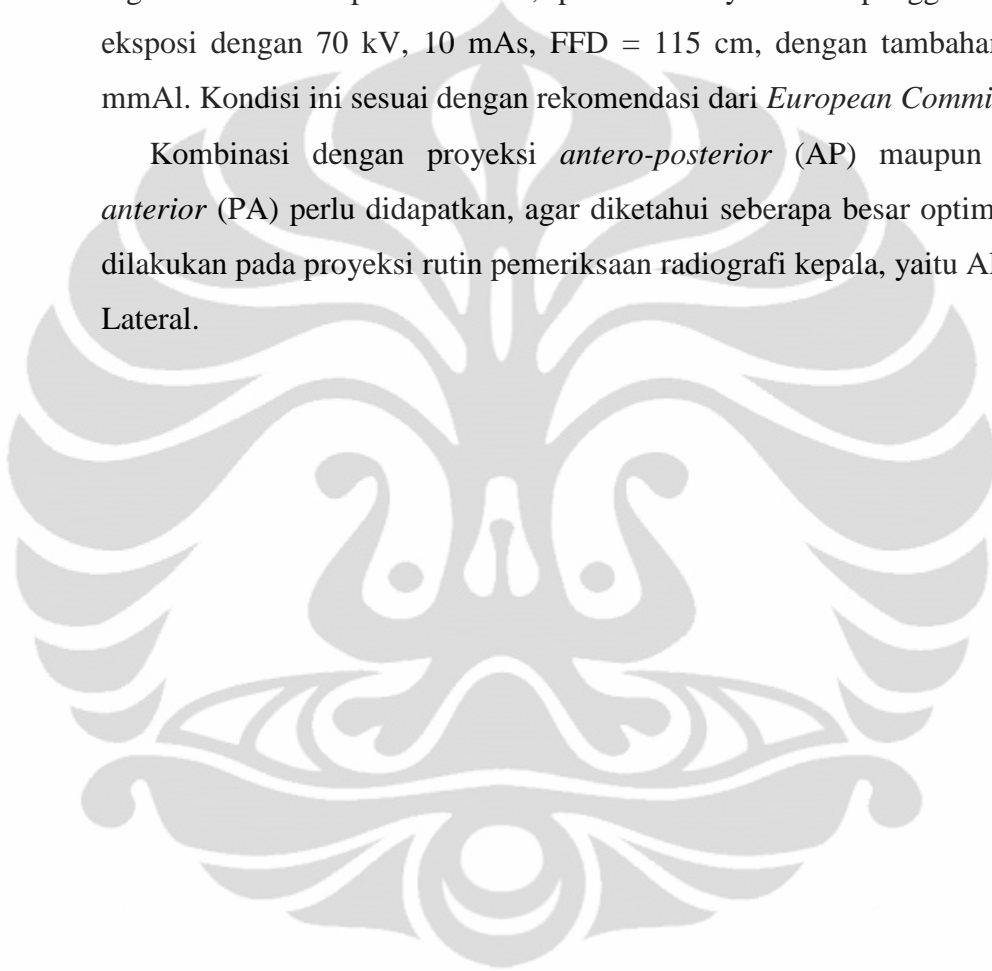 eksposi dengan 70 kV, 10 mAs, FFD = 115 cm, dengan tambahan
mmAl. Kondisi ini sesuai dengan rekomendasi dari European Commi
Kombinasi dengan proyeksi antero-posterior (AP) maupun
anterior (PA) perlu didapatkan, agar diketahui seberapa besar optim
dilakukan pada proyeksi rutin pemeriksaan radiografi kepala, yaitu
Lateral.